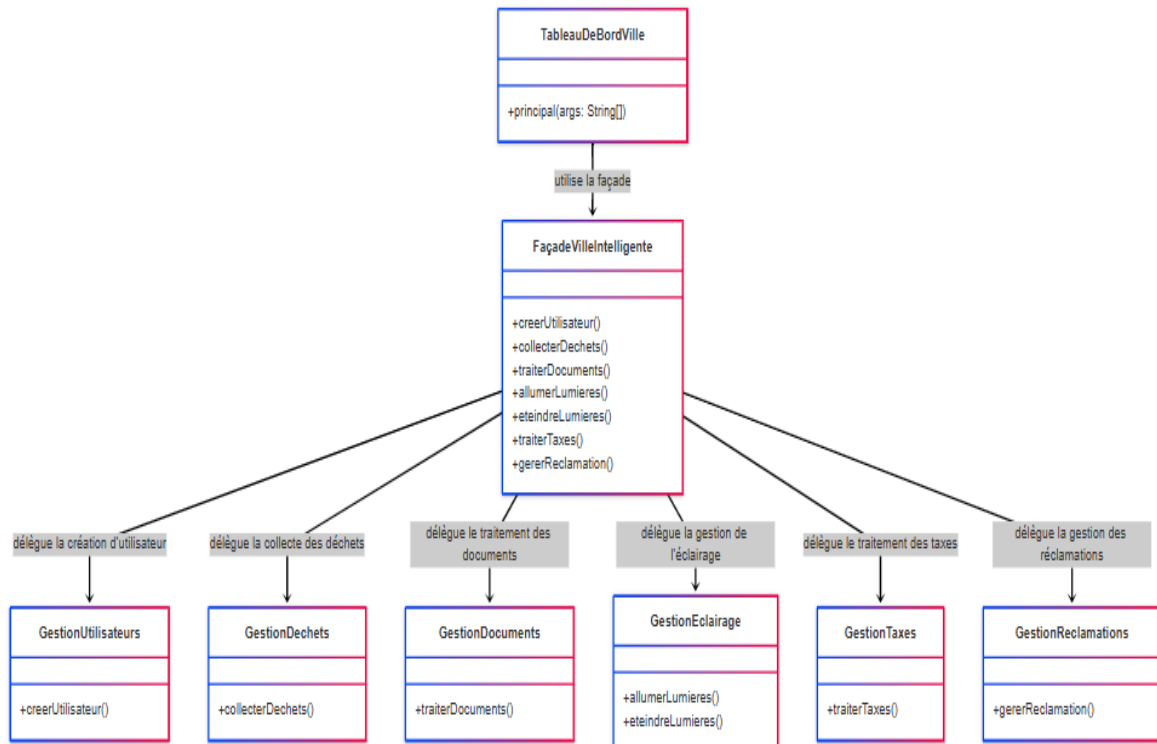 TableauDeBordVille
+principal(args: String[])
utilise la façade
FaçadeVilleIntelligente
+creerUtilisateur()
+collecterDechets()
+traiterDocuments()
+allumerLumieres()
+eteindreLumieres()
+traiterTaxes()
+gererReclamation()
délègue la création d'utilisateur
délègue la collecte des déchets
délègue le traitement des
documents
délègue la gestion de
l'éclairage
délègue le traitement des taxes
délègue la gestion des
réclamations
GestionUtilisateurs
+creerUtilisateur()
GestionDechets
+collecterDechets()
GestionDocuments
+traiterDocuments()
GestionEclairage
+allumerLumieres()
+eteindreLumieres()
GestionTaxes
+traiterTaxes()
GestionReclamations
+gererReclamation()